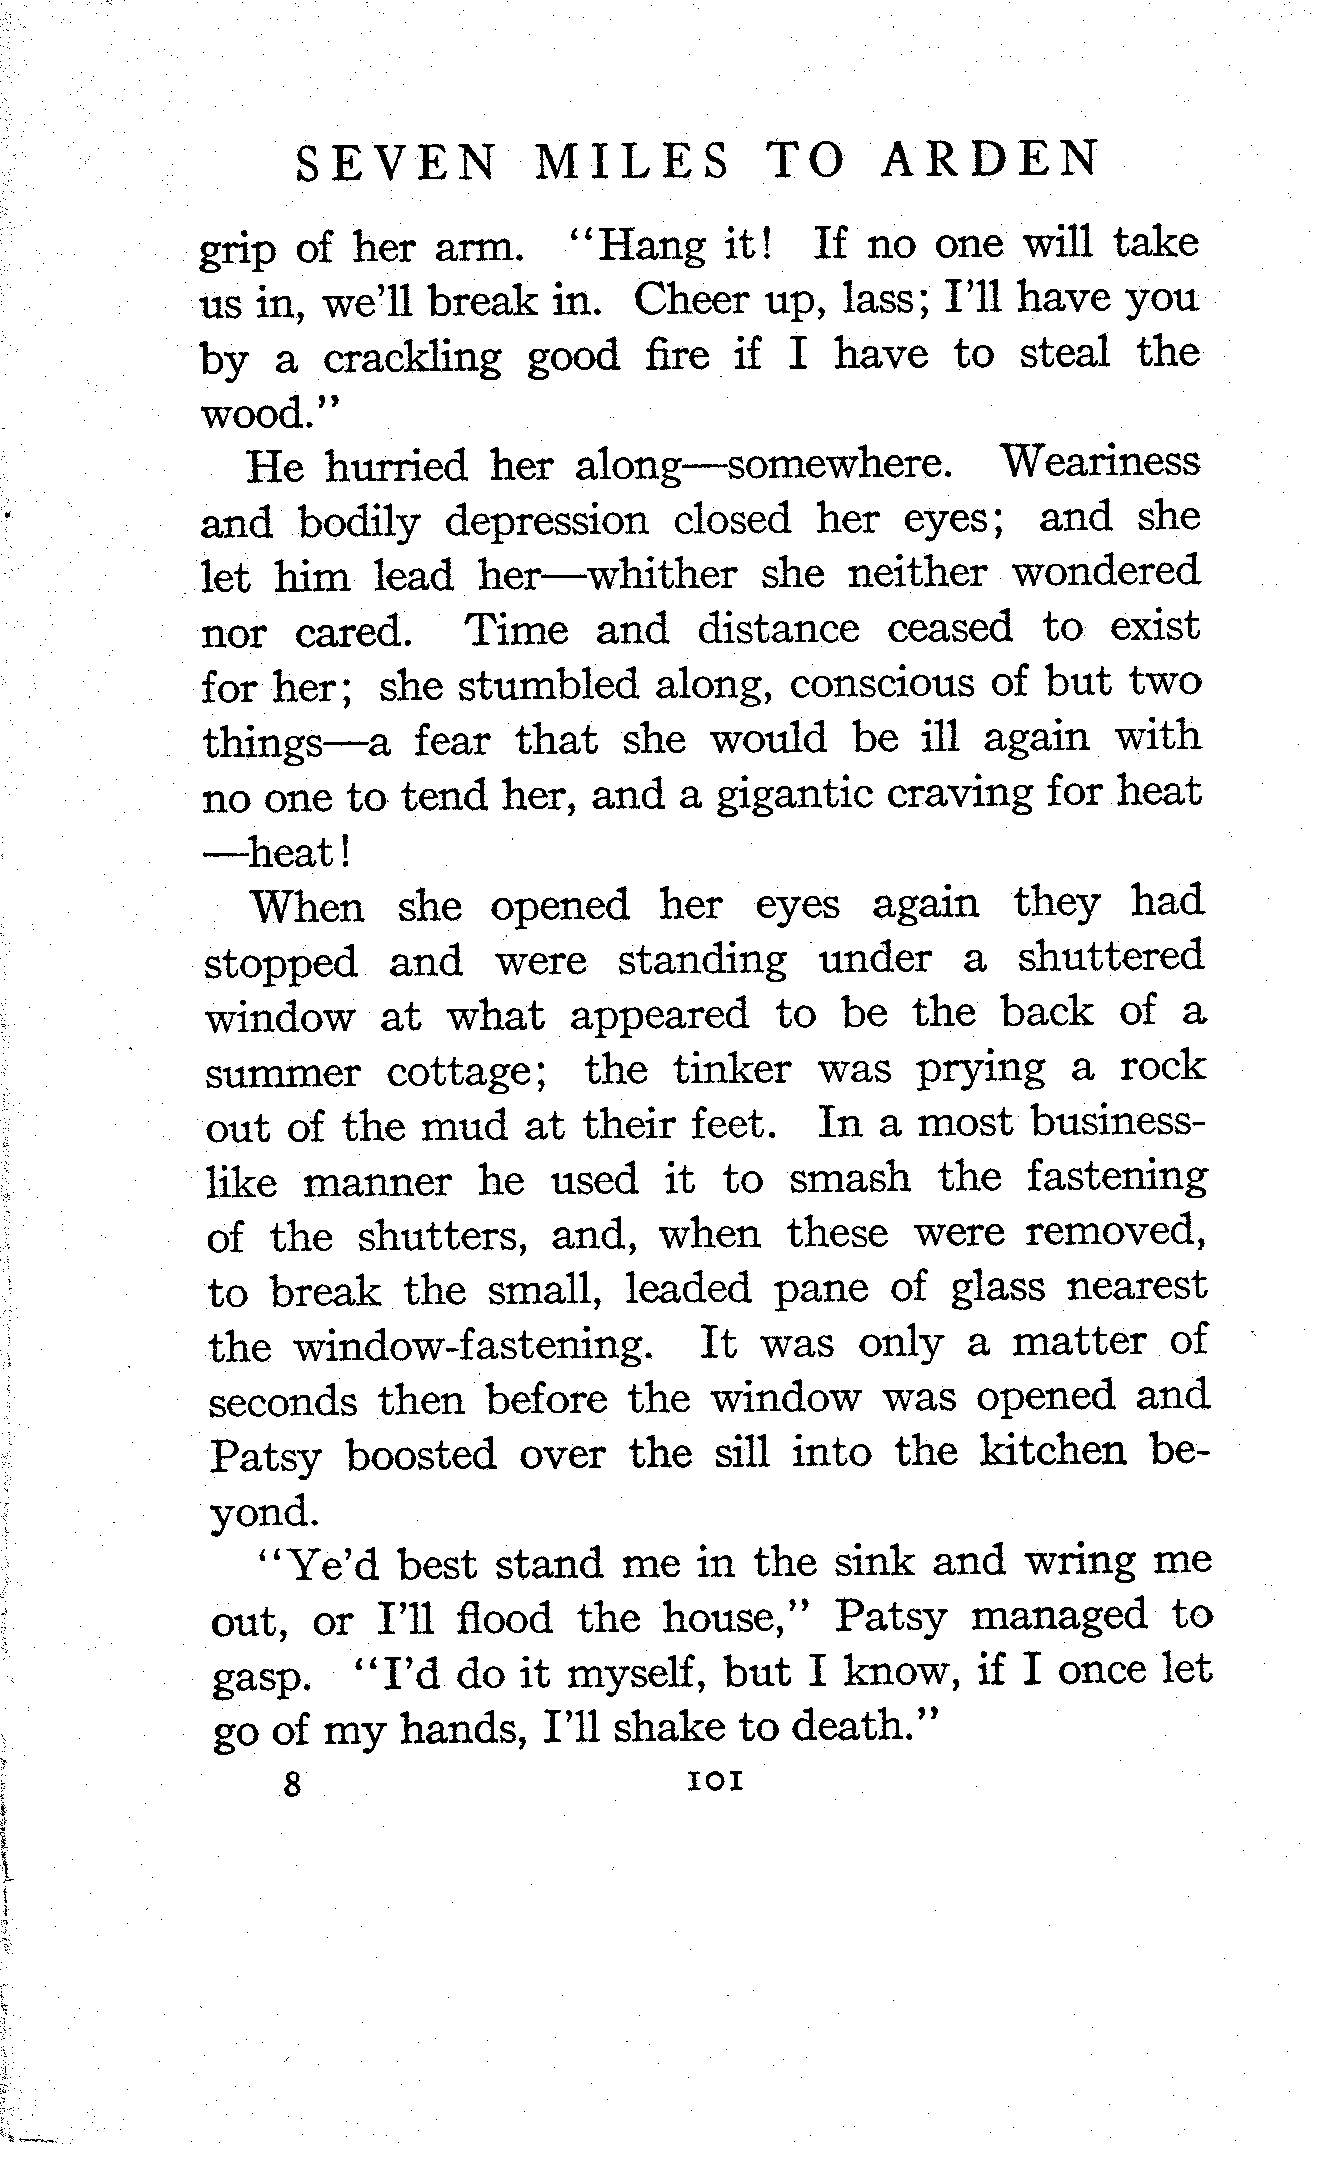 SEVEN MILES TO ARDEN
grip of her arm. "Hang it! If no one will take
us in, we'll break in. Cheer up, lass; I'll have you
by a crackling good fire if I have to steal the
wood."
He hurried her along—somewhere. Weariness
and bodily depression closed her eyes; and she
let him lead her—whither she neither wondered
nor cared. Time and distance ceased to exist
for her; she stumbled along, conscious of but two
things—a fear that she would be ill again with
no one to tend her, and a gigantic craving for heat
—heat!
When she opened her eyes again they had
stopped and were standing under a shuttered
window at what appeared to be the back of a
summer cottage; the tinker was prying a rock
out of the mud at their feet. In a most business-
like manner he used it to smash the fastening
of the shutters, and, when these were removed,
to break the small, leaded pane of glass nearest
the window-fastening. It was only a matter of
seconds then before the window was opened and
Patsy boosted over the sill into the kitchen be-
yond.
"Ye'd best stand me in the sink and wring me
out, or I'll flood the house," Patsy managed to
gasp. "I'd do it myself, but I know, if I once let
go of my hands, I'll shake to death."
8 101